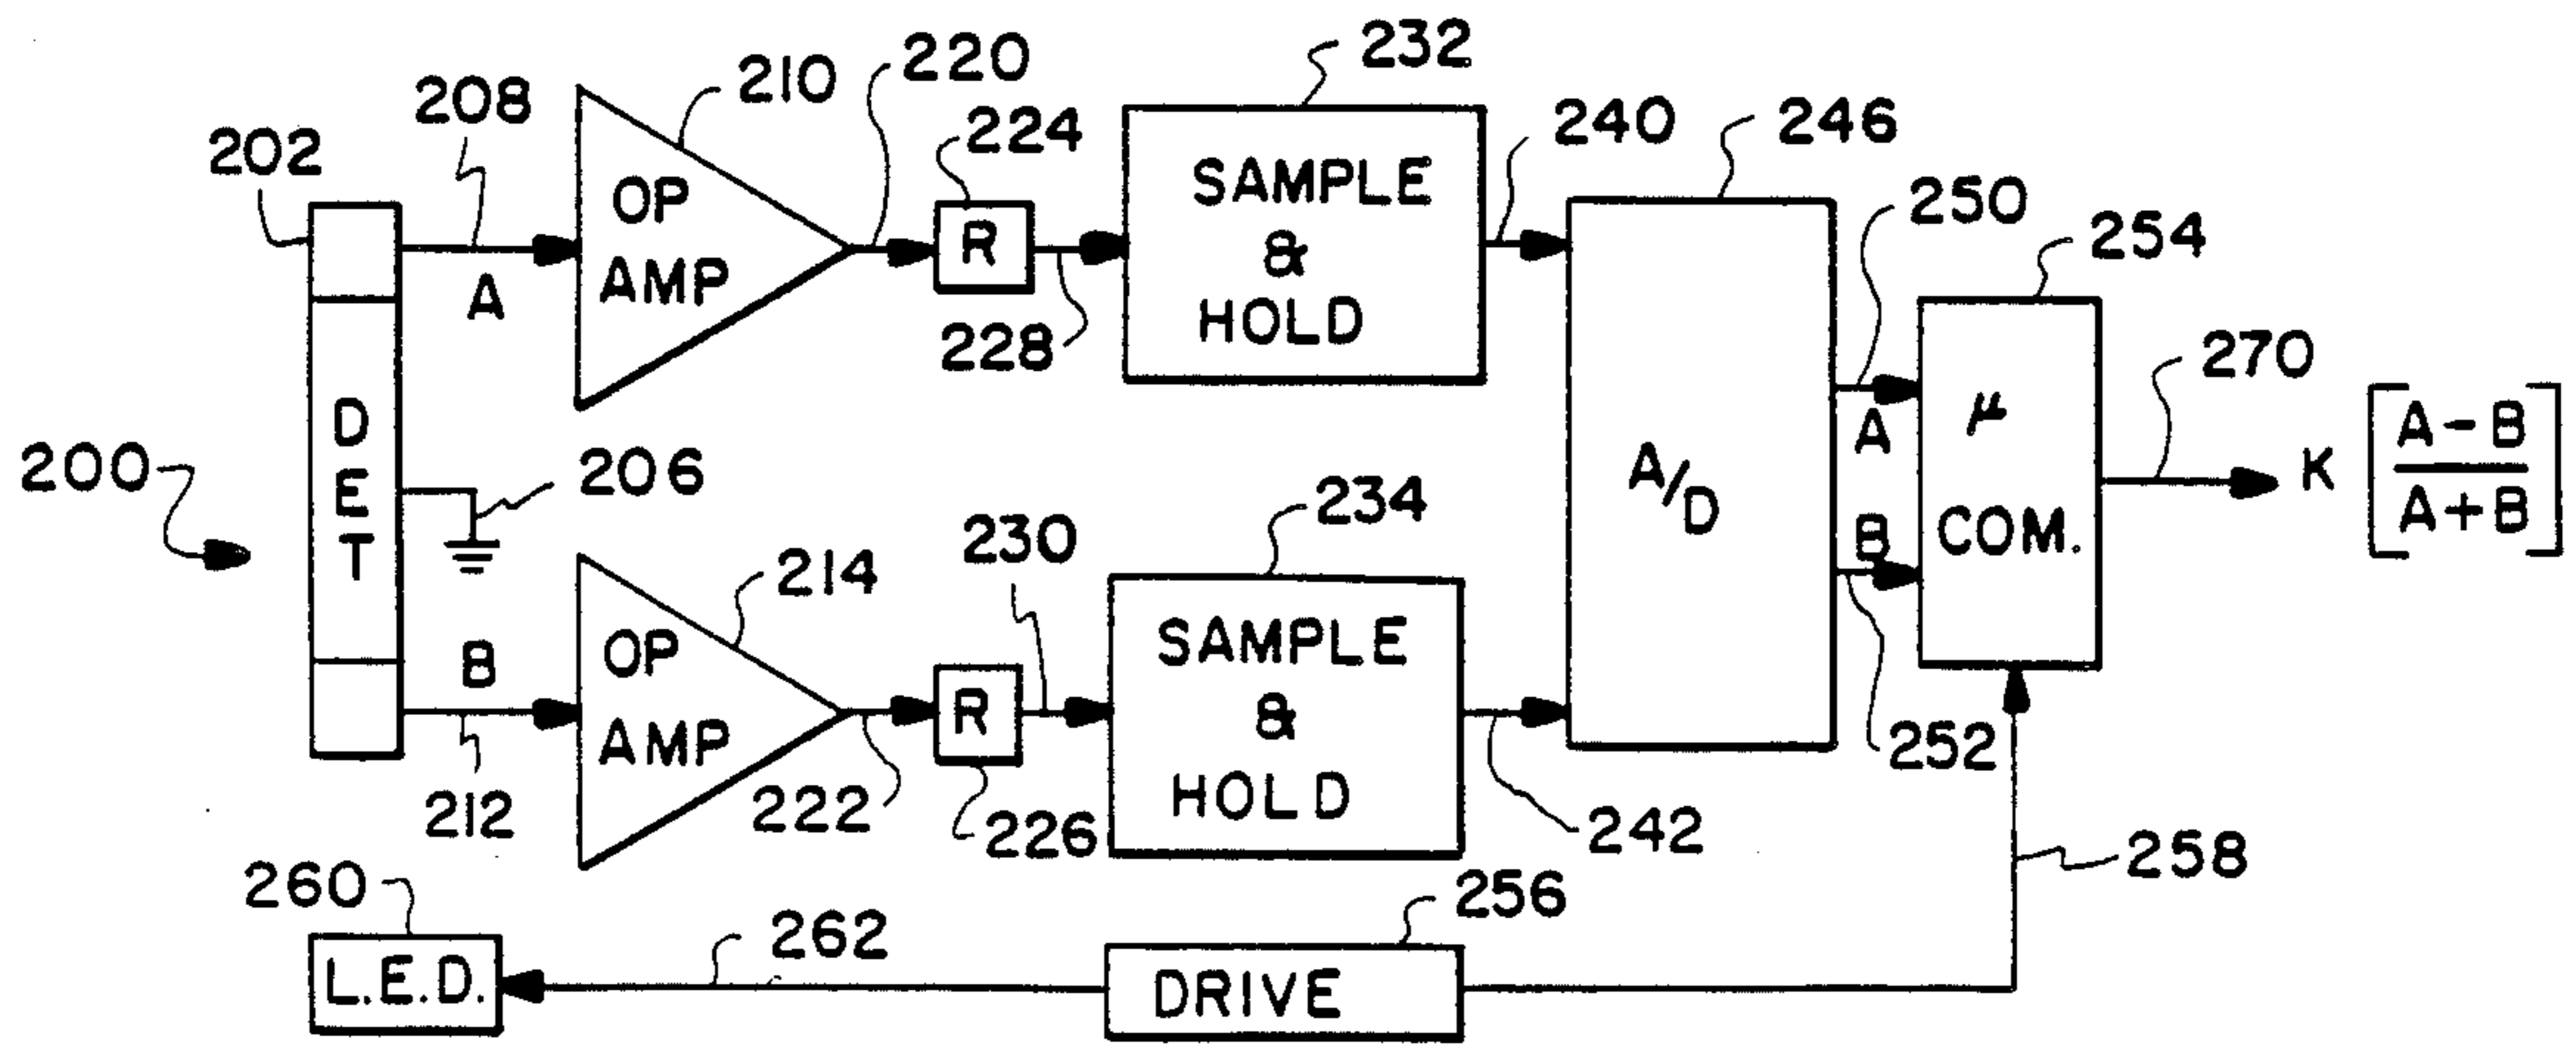 232
210
220
208
224
240
246
202
250
254
OP
AMP
R
SAMPLE
&
HOLD
A
228
270
DET
A/D
A
μ
COM.
K [A-B / A+B]
200
206
234
230
214
B
252
B
OP
AMP
R
SAMPLE
&
HOLD
212
222
226
242
258
260
262
256
L.E.D.
DRIVE